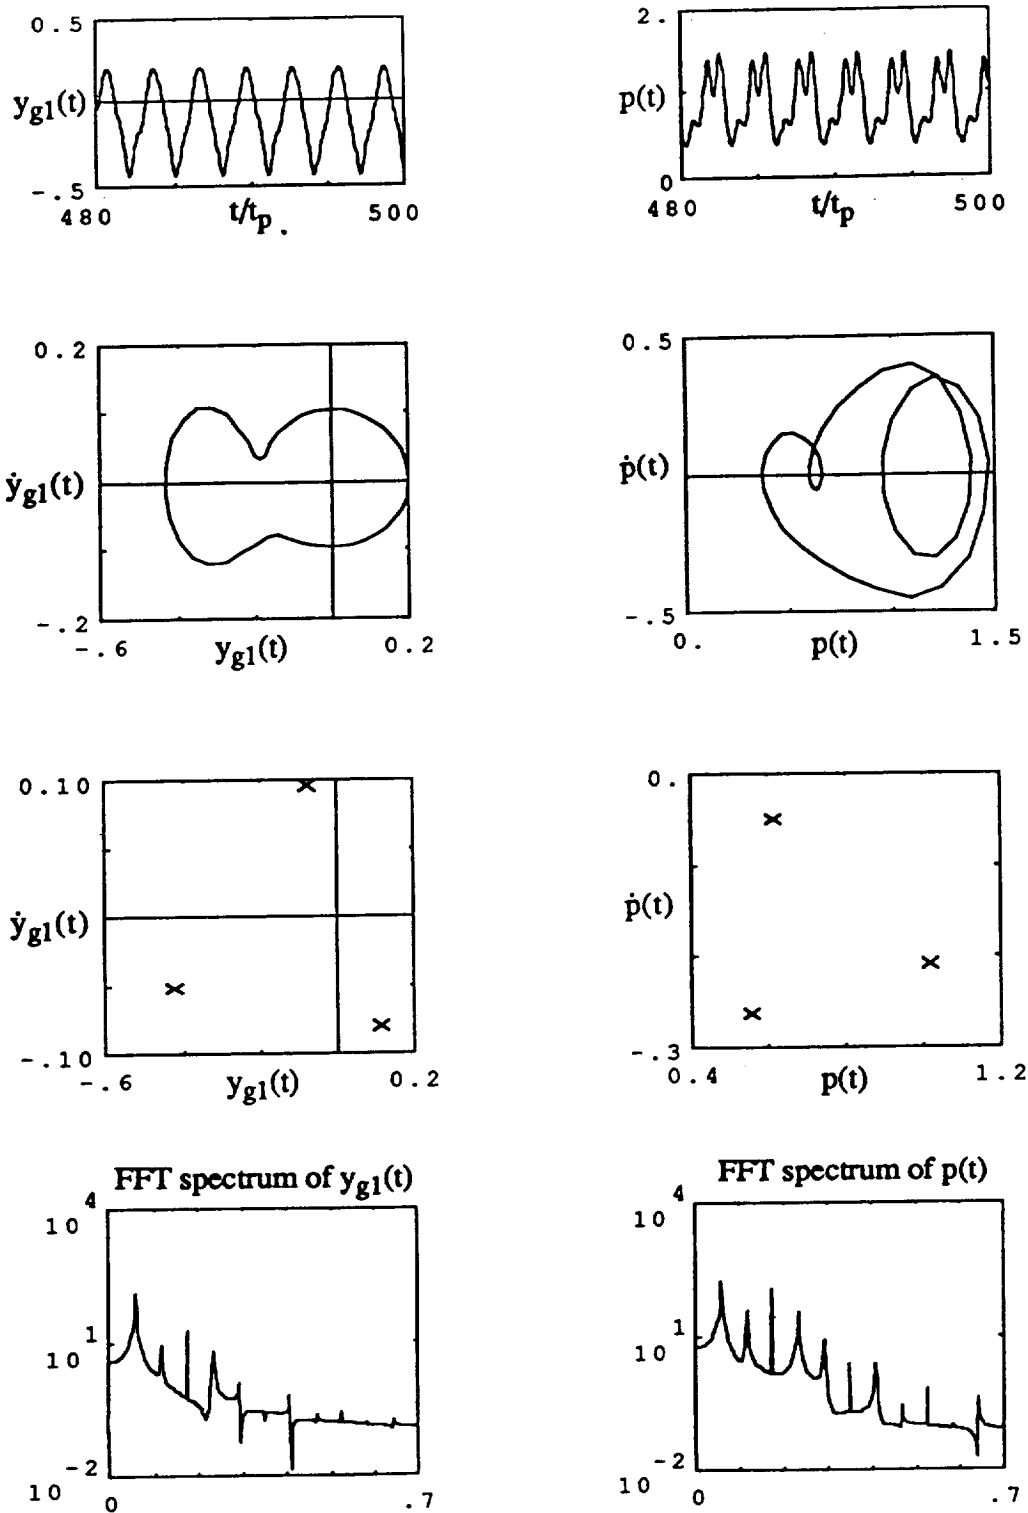 0.5
y_g1(t)
-.5
480
t/t_p
500
2.
p(t)
0
480
t/t_p
500
0.2
ẏ_g1(t)
-.2
-.6
y_g1(t)
0.2
0.5
ṗ(t)
-.5
0.
p(t)
1.5
0.10
ẏ_g1(t)
-.10
-.6
y_g1(t)
0.2
0.
ṗ(t)
-.3
0.4
p(t)
1.2
FFT spectrum of y_g1(t)
10^4
10^1
10^-2
0
.7
FFT spectrum of p(t)
10^4
10^1
10^-2
0
.7